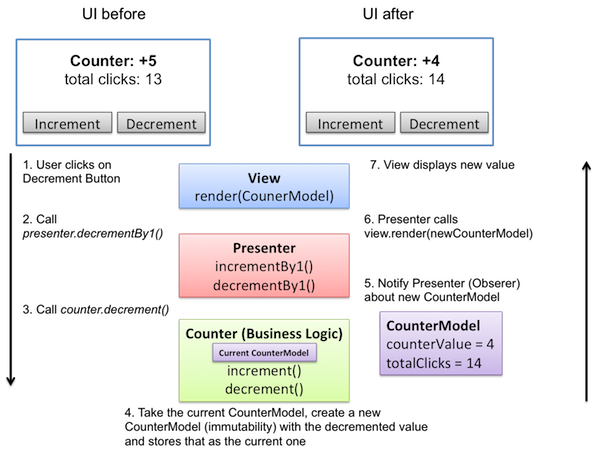 UI before
UI after
Counter: +5
total clicks: 13
Increment
Decrement
Counter: +4
total clicks: 14
Increment
Decrement
1. User clicks on
Decrement Button
2. Call
presenter.decrementBy1()
3. Call counter.decrement()
View
render(CounerModel)
Presenter
incrementBy1()
decrementBy1()
Counter (Business Logic)
Current CounterModel
increment()
decrement()
4. Take the current CounterModel, create a new
CounterModel (immutability) with the decremented value
and stores that as the current one
CounterModel
counterValue = 4
totalClicks = 14
5. Notify Presenter (Obserer)
about new CounterModel
6. Presenter calls
view.render(newCounterModel)
7. View displays new value